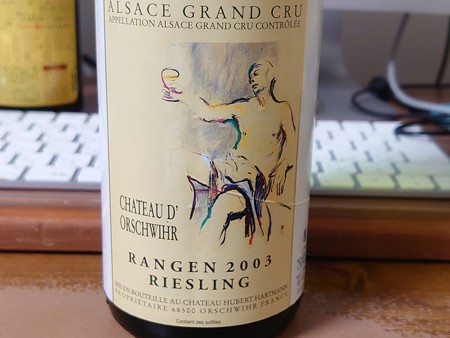 ALSACE GRAND CRU
APPELLATION ALSACE GRAND CRU CONTRÔLÉE
CHATEAU D'
ORSCHWIHR
RANGEN 2003
RIESLING
MIS EN BOUTEILLE AU CHATEAU HUBERT HARTMANN
PROPRIÉTAIRE 68500 ORSCHWIHR FRANCE
Contient des sulfites